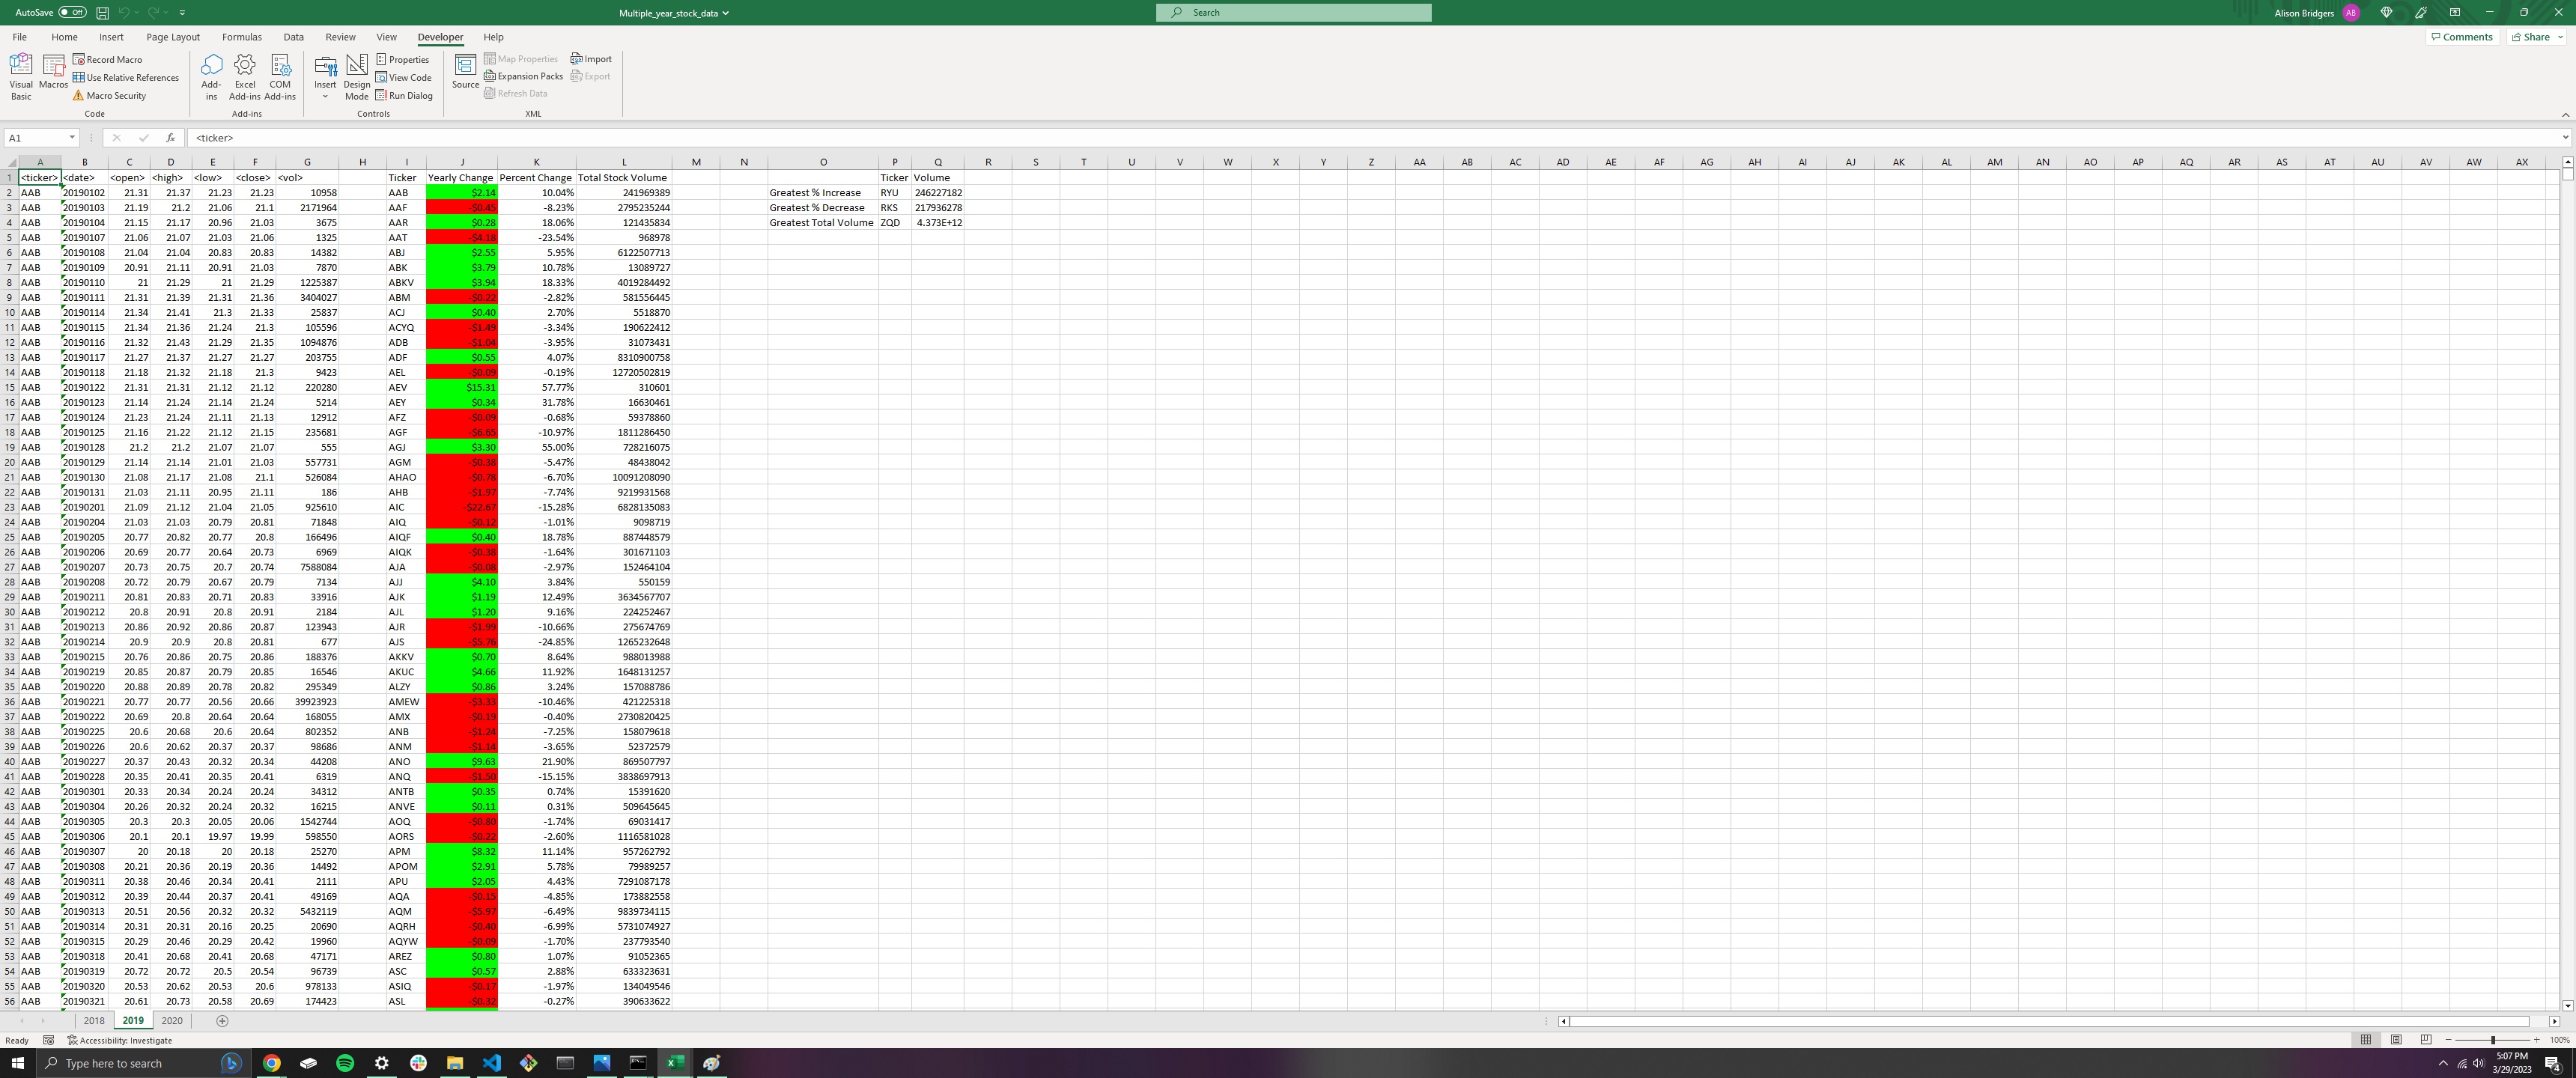 AutoSave Off Multiple_year_stock_data Search Alison Bridgers AB
File Home Insert Page Layout Formulas Data Review View Developer Help Comments Share
Visual Basic Macros Record Macro Use Relative References Macro Security Code
Add-ins Excel Add-ins COM Add-ins Add-ins
Insert Design Mode Properties View Code Run Dialog Controls
Source Map Properties Expansion Packs Refresh Data Import Export XML
A1 fx <ticker>
A B C D E F G H I J K L M N O P Q R S T U V W X Y Z AA AB AC AD AE AF AG AH AI AJ AK AL AM AN AO AP AQ AR AS AT AU AV AW AX
1 <ticker> <date> <open> <high> <low> <close> <vol> Ticker Yearly Change Percent Change Total Stock Volume Ticker Volume
2 AAB 20190102 21.31 21.37 21.23 21.23 10958 AAB $2.14 10.04% 241969389 Greatest % Increase RYU 246227182
3 AAB 20190103 21.19 21.2 21.06 21.1 2171964 AAF -$0.45 -8.23% 2795235244 Greatest % Decrease RKS 217936278
4 AAB 20190104 21.15 21.17 20.96 21.03 3675 AAR $0.28 18.06% 121435834 Greatest Total Volume ZQD 4.373E+12
5 AAB 20190107 21.06 21.07 21.03 21.06 1325 AAT -$4.18 -23.54% 968978
6 AAB 20190108 21.04 21.04 20.83 20.83 14382 ABJ $2.55 5.95% 6122507713
7 AAB 20190109 20.91 21.11 20.91 21.03 7870 ABK $3.79 10.78% 13089727
8 AAB 20190110 21 21.29 21 21.29 1225387 ABKV $3.94 18.33% 4019284492
9 AAB 20190111 21.31 21.39 21.31 21.36 3404027 ABM -$0.22 -2.82% 581556445
10 AAB 20190114 21.34 21.41 21.3 21.33 25837 ACJ $0.40 2.70% 5518870
11 AAB 20190115 21.34 21.36 21.24 21.3 105596 ACYQ -$1.49 -3.34% 190622412
12 AAB 20190116 21.32 21.43 21.29 21.35 1094876 ADB -$1.04 -3.95% 31073431
13 AAB 20190117 21.27 21.37 21.27 21.27 203755 ADF $0.55 4.07% 8310900758
14 AAB 20190118 21.18 21.32 21.18 21.3 9423 AEL -$0.09 -0.19% 12720502819
15 AAB 20190122 21.31 21.31 21.12 21.12 220280 AEV $15.31 57.77% 310601
16 AAB 20190123 21.14 21.24 21.14 21.24 5214 AEY $0.34 31.78% 16630461
17 AAB 20190124 21.23 21.24 21.11 21.13 12912 AFZ -$0.09 -0.68% 59378860
18 AAB 20190125 21.16 21.22 21.12 21.15 235681 AGF -$6.65 -10.97% 1811286450
19 AAB 20190128 21.2 21.2 21.07 21.07 555 AGJ $3.30 55.00% 728216075
20 AAB 20190129 21.14 21.14 21.01 21.03 557731 AGM -$0.38 -5.47% 48438042
21 AAB 20190130 21.08 21.17 21.08 21.1 526084 AHAO -$0.78 -6.70% 10091208090
22 AAB 20190131 21.03 21.11 20.95 21.11 186 AHB -$1.97 -7.74% 9219931568
23 AAB 20190201 21.09 21.12 21.04 21.05 925610 AIC -$22.67 -15.28% 6828135083
24 AAB 20190204 21.03 21.03 20.79 20.81 71848 AIQ -$0.12 -1.01% 9098719
25 AAB 20190205 20.77 20.82 20.77 20.8 166496 AIQF $0.40 18.78% 887448579
26 AAB 20190206 20.69 20.77 20.64 20.73 6969 AIQK -$0.38 -1.64% 301671103
27 AAB 20190207 20.73 20.75 20.7 20.74 7588084 AJA -$0.08 -2.97% 152464104
28 AAB 20190208 20.72 20.79 20.67 20.79 7134 AJJ $4.10 3.84% 550159
29 AAB 20190211 20.81 20.83 20.71 20.83 33916 AJK $1.19 12.49% 3634567707
30 AAB 20190212 20.8 20.91 20.8 20.91 2184 AJL $1.20 9.16% 224252467
31 AAB 20190213 20.86 20.92 20.86 20.87 123943 AJR -$1.99 -10.66% 275674769
32 AAB 20190214 20.9 20.9 20.8 20.81 677 AJS -$5.76 -24.85% 1265232648
33 AAB 20190215 20.76 20.86 20.75 20.86 188376 AKKV $0.70 8.64% 988013988
34 AAB 20190219 20.85 20.87 20.79 20.85 16546 AKUC $4.66 11.92% 1648131257
35 AAB 20190220 20.88 20.89 20.78 20.82 295349 ALZY $0.86 3.24% 157088786
36 AAB 20190221 20.77 20.77 20.56 20.66 39923923 AMEW -$3.33 -10.46% 421225318
37 AAB 20190222 20.69 20.8 20.64 20.64 168055 AMX -$0.19 -0.40% 2730820425
38 AAB 20190225 20.6 20.68 20.6 20.64 802352 ANB -$1.24 -7.25% 158079618
39 AAB 20190226 20.6 20.62 20.37 20.37 98686 ANM -$1.14 -3.65% 52372579
40 AAB 20190227 20.37 20.43 20.32 20.34 44208 ANO $9.63 21.90% 869507797
41 AAB 20190228 20.35 20.41 20.35 20.41 6319 ANQ -$1.50 -15.15% 3838697913
42 AAB 20190301 20.33 20.34 20.24 20.24 34312 ANTB $0.35 0.74% 15391620
43 AAB 20190304 20.26 20.32 20.24 20.32 16215 ANVE $0.11 0.31% 509645645
44 AAB 20190305 20.3 20.3 20.05 20.06 1542744 AOQ -$0.80 -1.74% 69031417
45 AAB 20190306 20.1 20.1 19.97 19.99 598550 AORS -$0.22 -2.60% 1116581028
46 AAB 20190307 20 20.18 20 20.18 25270 APM $8.32 11.14% 957262792
47 AAB 20190308 20.21 20.36 20.19 20.36 14492 APOM $2.91 5.78% 79989257
48 AAB 20190311 20.38 20.46 20.34 20.41 2111 APU $2.05 4.43% 7291087178
49 AAB 20190312 20.39 20.44 20.37 20.41 49169 AQA -$0.15 -4.85% 173882558
50 AAB 20190313 20.51 20.56 20.32 20.32 5432119 AQM -$5.97 -6.49% 9839734115
51 AAB 20190314 20.31 20.31 20.16 20.25 20690 AQRH -$0.40 -6.99% 5731074927
52 AAB 20190315 20.29 20.46 20.29 20.42 19960 AQYW -$0.09 -1.70% 237793540
53 AAB 20190318 20.41 20.68 20.41 20.68 47171 AREZ $0.80 1.07% 91052365
54 AAB 20190319 20.72 20.72 20.5 20.54 96739 ASC $0.57 2.88% 633323631
55 AAB 20190320 20.53 20.62 20.53 20.6 978133 ASIQ -$0.17 -1.97% 134049546
56 AAB 20190321 20.61 20.73 20.58 20.69 174423 ASL -$0.32 -0.27% 390633622
2018 2019 2020
Ready Accessibility: Investigate 100%
Type here to search 5:07 PM
3/29/2023 4